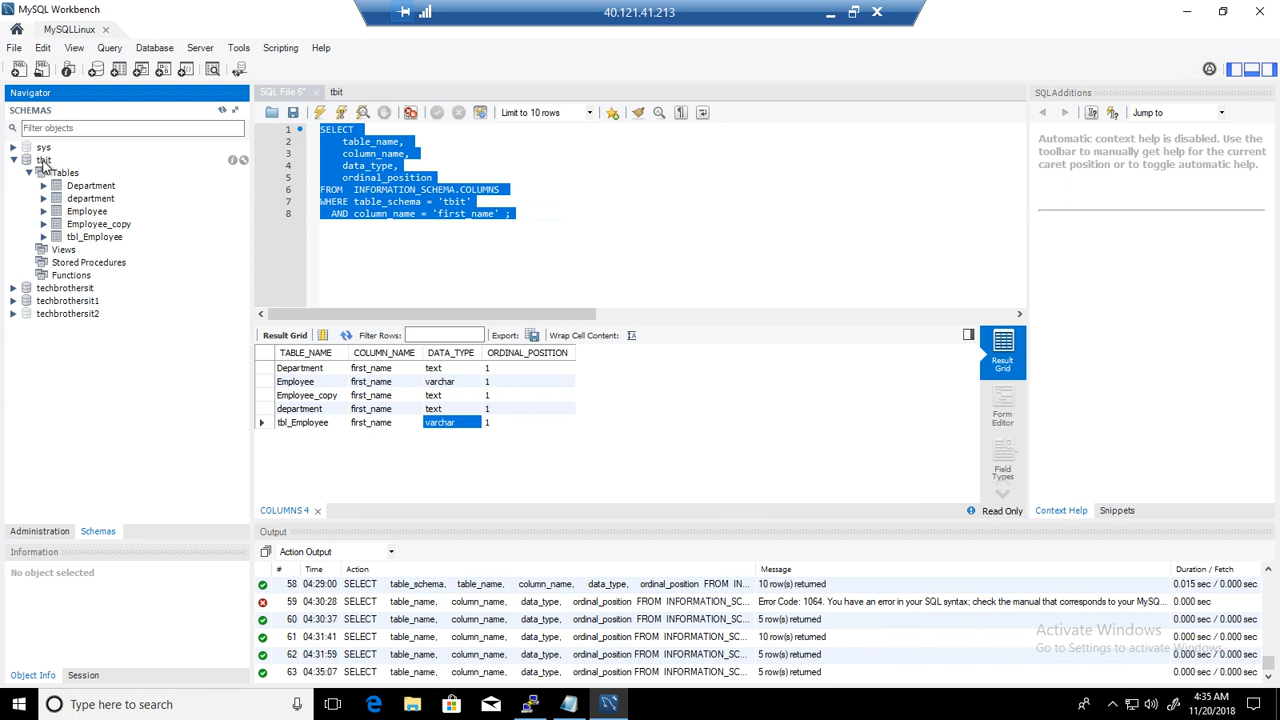 MySQL Workbench
40.121.41.213
MySQLLinux
File Edit View Query Database Server Tools Scripting Help
Navigator
SCHEMAS
Filter objects
sys
tbit
Tables
Department
department
Employee
Employee_copy
tbl_Employee
Views
Stored Procedures
Functions
techbrothersit
techbrothersit1
techbrothersit2
Administration Schemas
Information
No object selected
Object Info Session
SQL File 6* tbit
Limit to 10 rows
1 SELECT
2 table_name,
3 column_name,
4 data_type,
5 ordinal_position
6 FROM INFORMATION_SCHEMA.COLUMNS
7 WHERE table_schema = 'tbit'
8 AND column_name = 'first_name' ;
Result Grid Filter Rows: Export: Wrap Cell Content:
TABLE_NAME COLUMN_NAME DATA_TYPE ORDINAL_POSITION
Department first_name text 1
Employee first_name varchar 1
Employee_copy first_name text 1
department first_name text 1
tbl_Employee first_name varchar 1
Result Grid
Form Editor
Field Types
COLUMNS 4 Read Only
SQLAdditions
Jump to
Automatic context help is disabled. Use the
toolbar to manually get help for the current
caret position or to toggle automatic help.
Context Help Snippets
Output
Action Output
# Time Action Message Duration / Fetch
58 04:29:00 SELECT table_schema, table_name, column_name, data_type, ordinal_position FROM IN... 10 row(s) returned 0.015 sec / 0.000 sec
59 04:30:28 SELECT table_name, column_name, data_type, ordinal_position FROM INFORMATION_SC... Error Code: 1064. You have an error in your SQL syntax; check the manual that corresponds to your MySQ... 0.000 sec
60 04:30:37 SELECT table_name, column_name, data_type, ordinal_position FROM INFORMATION_SC... 5 row(s) returned 0.000 sec / 0.000 sec
61 04:31:41 SELECT table_name, column_name, data_type, ordinal_position FROM INFORMATION_SC... 10 row(s) returned 0.000 sec / 0.000 sec
62 04:31:59 SELECT table_name, column_name, data_type, ordinal_position FROM INFORMATION_SC... 5 row(s) returned 0.000 sec / 0.000 sec
63 04:35:07 SELECT table_name, column_name, data_type, ordinal_position FROM INFORMATION_SC... 5 row(s) returned 0.000 sec / 0.000 sec
Activate Windows
Go to Settings to activate Windows.
Type here to search
4:35 AM
11/20/2018